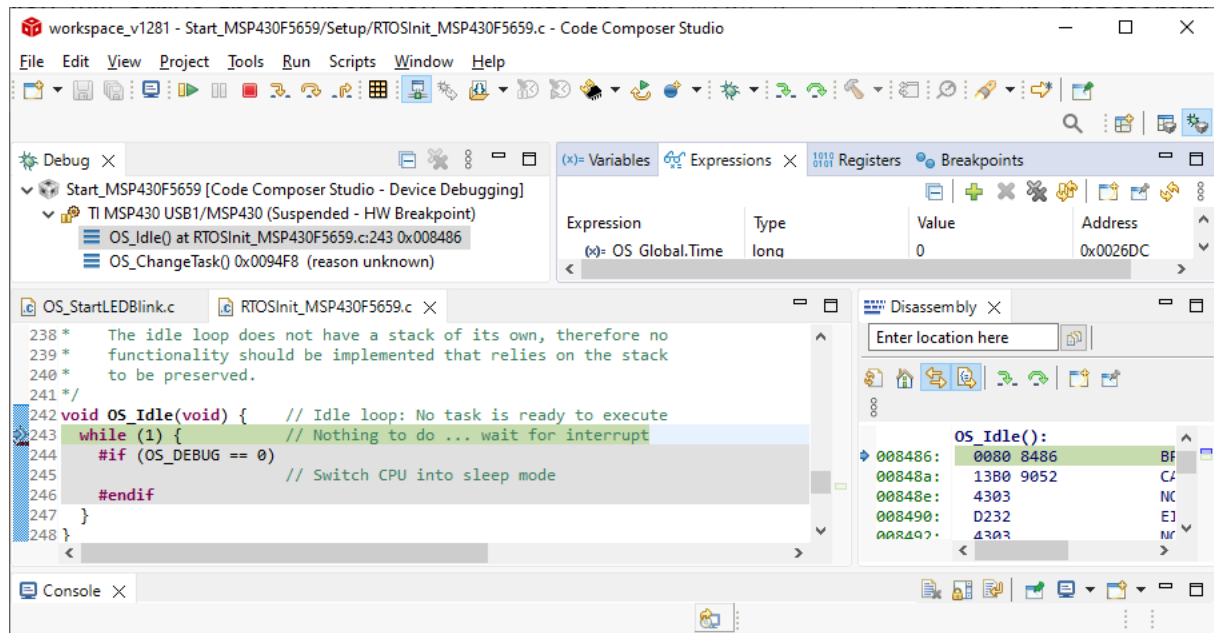 workspace_v1281 - Start_MSP430F5659/Setup/RTOSInit_MSP430F5659.c - Code Composer Studio
File Edit View Project Tools Run Scripts Window Help
Debug
Start_MSP430F5659 [Code Composer Studio - Device Debugging]
TI MSP430 USB1/MSP430 (Suspended - HW Breakpoint)
OS_Idle() at RTOSInit_MSP430F5659.c:243 0x008486
OS_ChangeTask() 0x0094F8 (reason unknown)
(x)= Variables Expressions 1010 0101 Registers Breakpoints
Expression Type Value Address
(x)= OS_Global.Time long 0 0x0026DC
OS_StartLEDBlink.c RTOSInit_MSP430F5659.c
238 * The idle loop does not have a stack of its own, therefore no
239 * functionality should be implemented that relies on the stack
240 * to be preserved.
241 */
242 void OS_Idle(void) { // Idle loop: No task is ready to execute
243 while (1) { // Nothing to do ... wait for interrupt
244 #if (OS_DEBUG == 0)
245 // Switch CPU into sleep mode
246 #endif
247 }
248 }
Disassembly
Enter location here
OS_Idle():
008486: 0080 8486
00848a: 13B0 9052
00848e: 4303
008490: D232
008492: 4303
Console